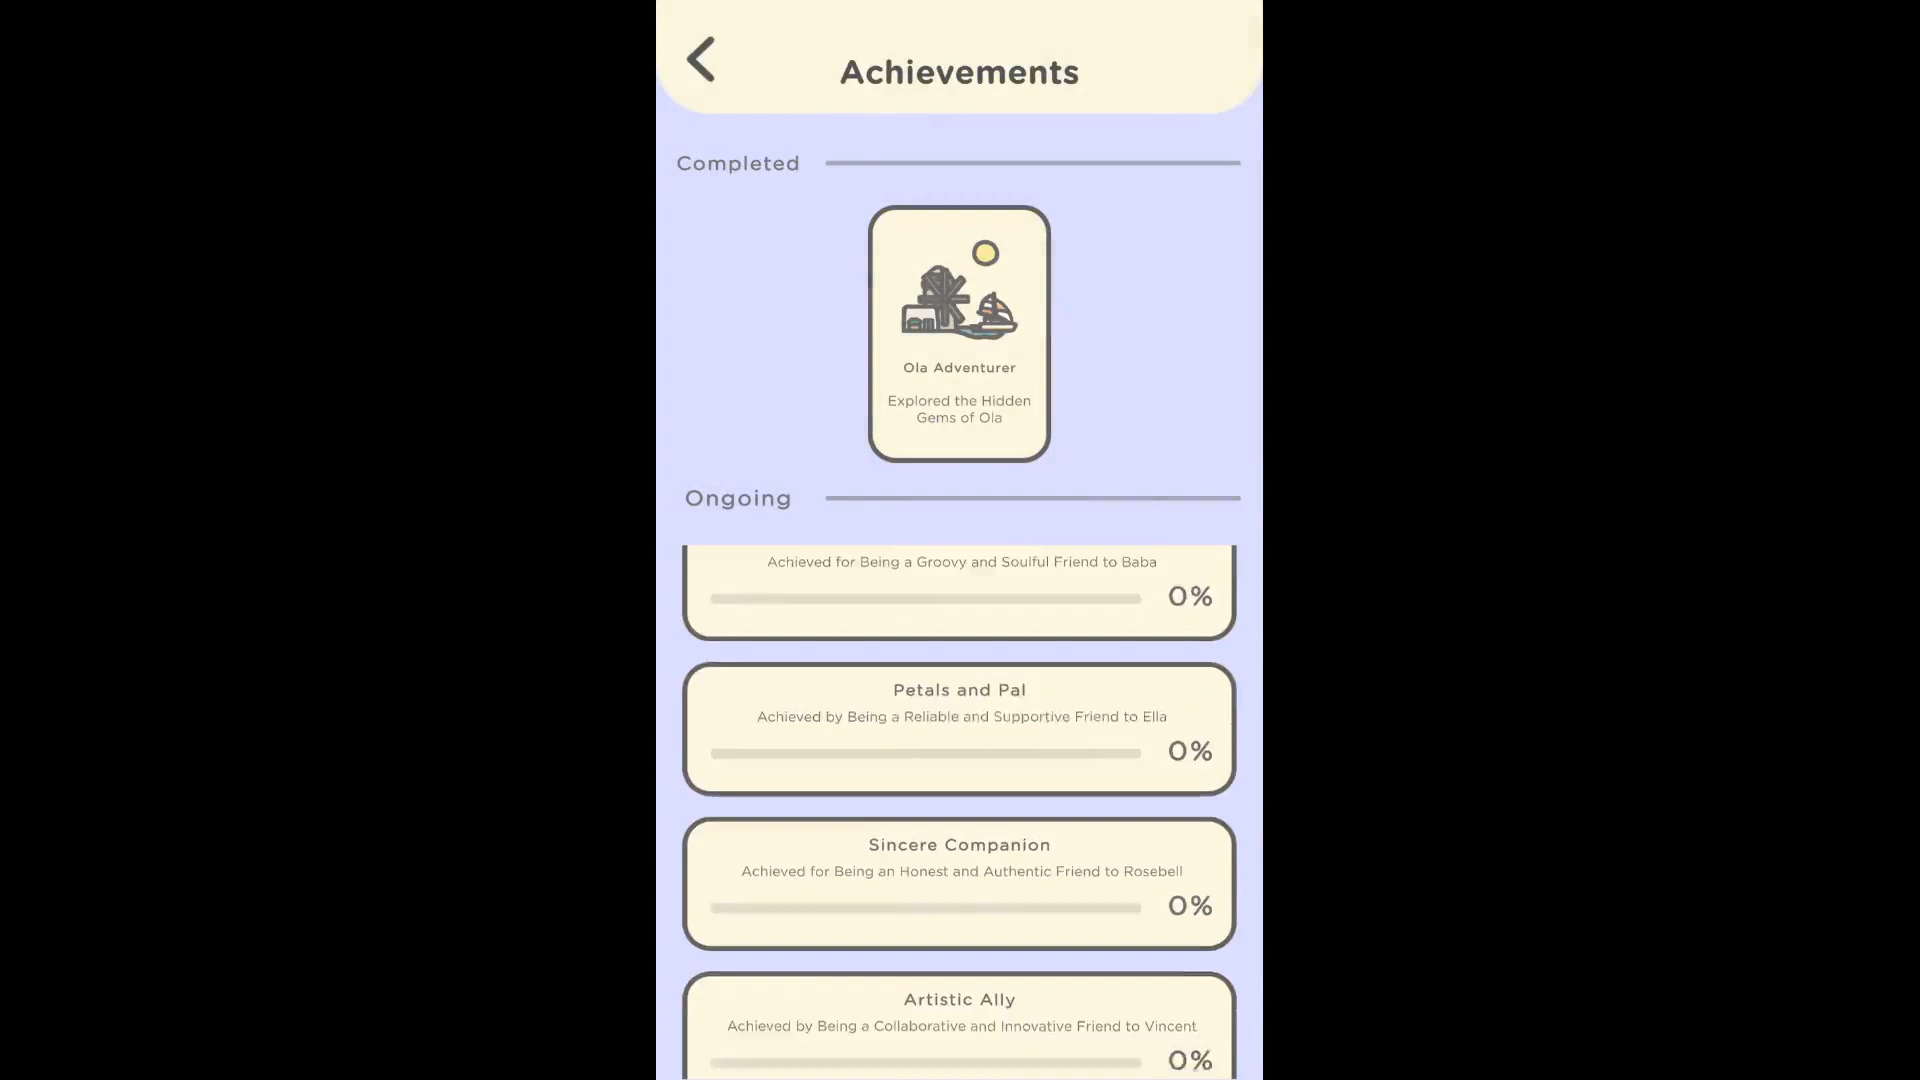 Achievements
Completed
Ola Adventurer
Explored the Hidden
Gems of Ola
Ongoing
Achieved for Being a Groovy and Soulful Friend to Baba
0%
Petals and Pal
Achieved by Being a Reliable and Supportive Friend to Ella
0%
Sincere Companion
Achieved for Being an Honest and Authentic Friend to Rosebell
0%
Artistic Ally
Achieved by Being a Collaborative and Innovative Friend to Vincent
0%